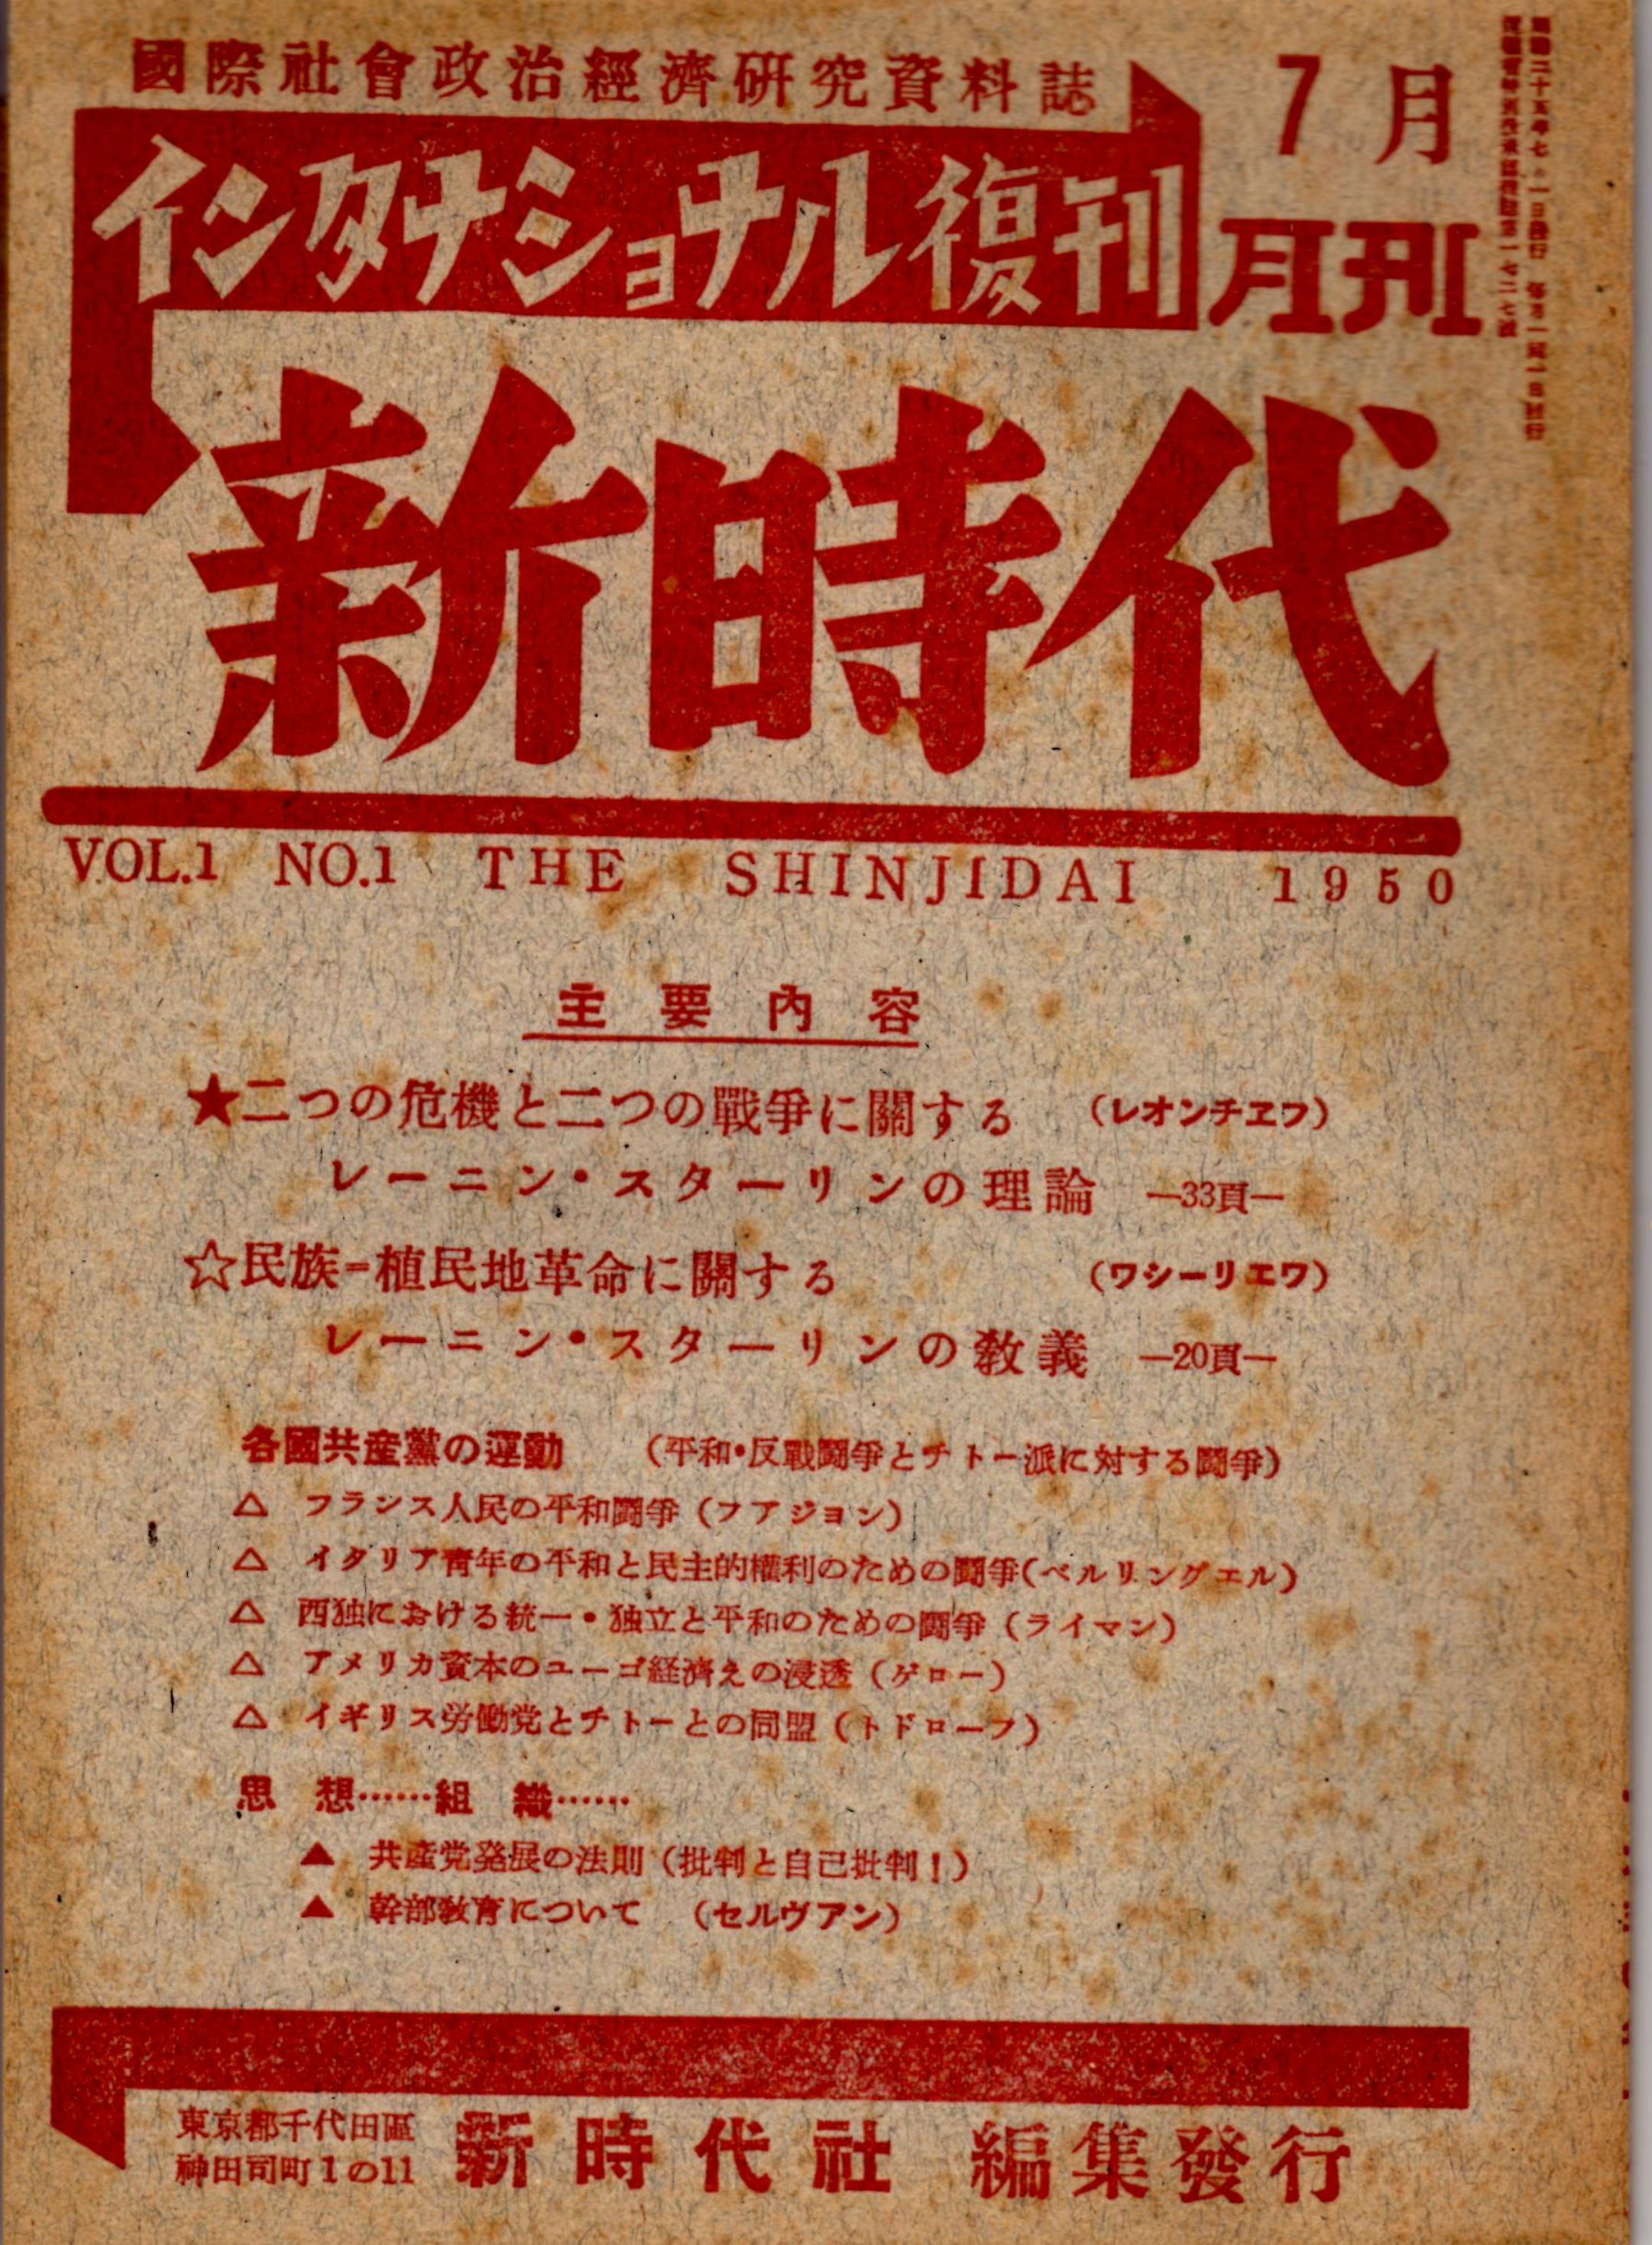 國際社會政治經濟研究資料誌
7月
インタナショナル復刊
月刊
新時代
VOL.1 NO.1 THE SHINJIDAI 1950
主要内容
★二つの危機と二つの戰爭に關する (レオンチヱフ)
レーニン・スターリンの理論 —33頁—
☆民族=植民地革命に關する (ワシーリエワ)
レーニン・スターリンの教義 —20頁—
各國共産黨の運動 (平和・反戰鬪爭とチトー派に対する鬪爭)
△ フランス人民の平和鬪爭(フアジヨン)
△ イタリア靑年の平和と民主的權利のための鬪爭(ベルリングエル)
△ 西独における統一・独立と平和のための鬪爭(ライマン)
△ アメリカ資本のユーゴ経濟えの浸透(ゲロー)
△ イギリス労働党とチトーとの同盟(トドローフ)
思想……組織……
▲ 共産党発展の法則(批判と自己批判!)
▲ 幹部教育について (セルヴアン)
東京都千代田區
神田司町1の11
新時代社 編集發行